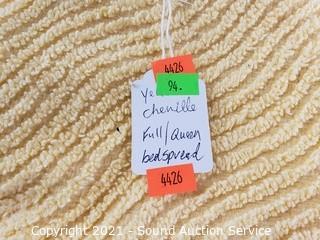 4426
94.
chenille
Full/Queen
bedspread
4426
Copyright 2021 - Sound Auction Service